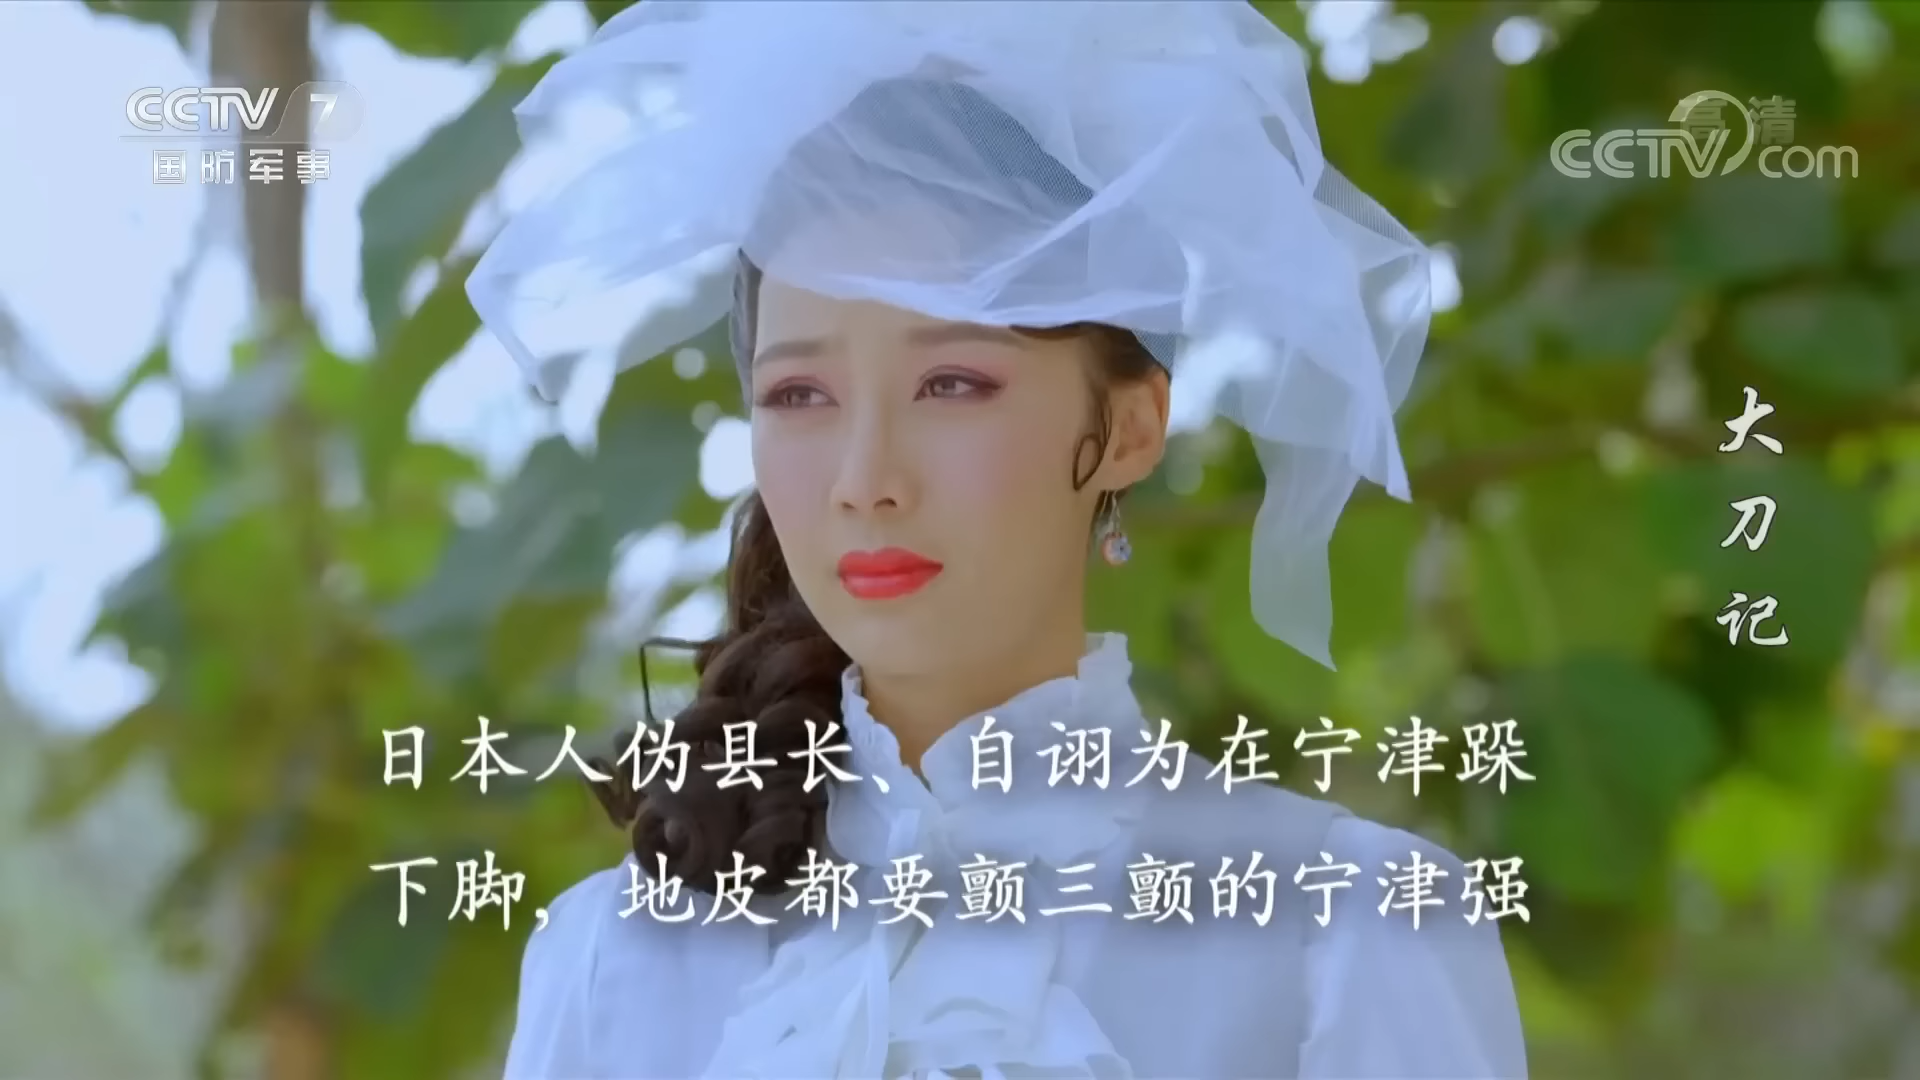 CCTV 7
国防军事
高清
CCTV.com
大刀记
日本人伪县长、自诩为在宁津跺
下脚，地皮都要颤三颤的宁津强